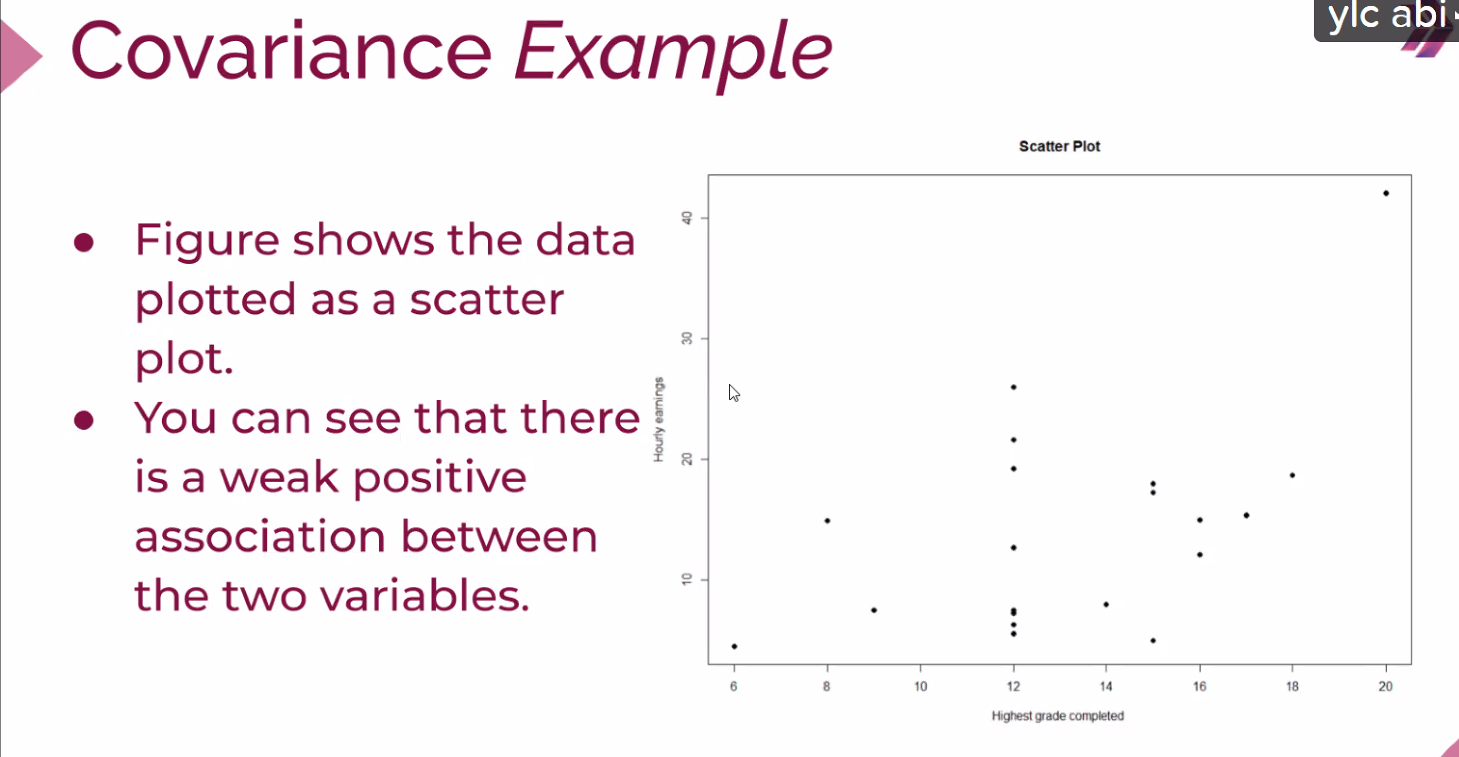 ylc abi
Covariance Example
● Figure shows the data
plotted as a scatter
plot.
● You can see that there
is a weak positive
association between
the two variables.
Scatter Plot
Hourly earnings
40
30
20
10
6 8 10 12 14 16 18 20
Highest grade completed